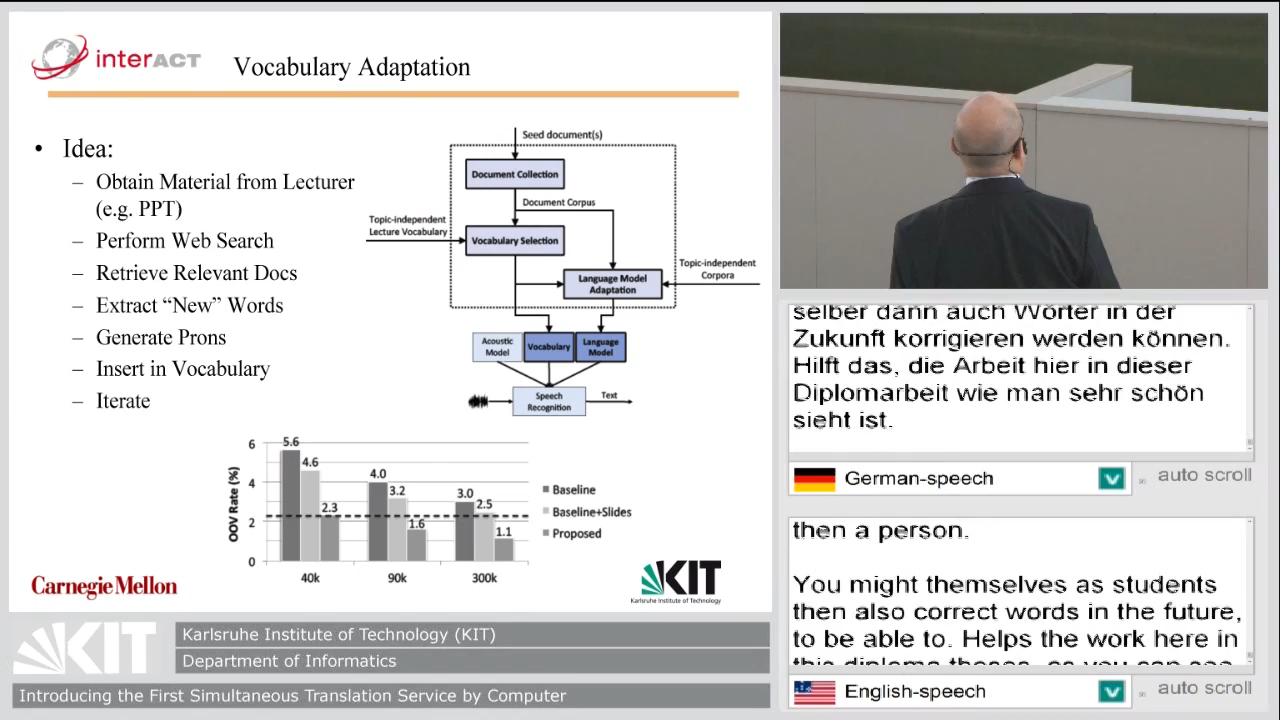 interACT
Vocabulary Adaptation
• Idea:
– Obtain Material from Lecturer
(e.g. PPT)
– Perform Web Search
– Retrieve Relevant Docs
– Extract “New” Words
– Generate Prons
– Insert in Vocabulary
– Iterate
Seed document(s)
Document Collection
Document Corpus
Topic-independent
Lecture Vocabulary
Vocabulary Selection
Topic-independent
Corpora
Language Model
Adaptation
Acoustic
Model
Vocabulary
Language
Model
Speech
Recognition
Text
OOV Rate (%)
6
4
2
0
5.6
4.6
2.3
4.0
3.2
1.6
3.0
2.5
1.1
40k
90k
300k
Baseline
Baseline+Slides
Proposed
Carnegie Mellon
KIT
Karlsruhe Institute of Technology
selber dann auch Wörter in der
Zukunft korrigieren werden können.
Hilft das, die Arbeit hier in dieser
Diplomarbeit wie man sehr schön
sieht ist.
German-speech
auto scroll
then a person.
You might themselves as students
then also correct words in the future,
to be able to. Helps the work here in
this diploma theses, as you can see
English-speech
auto scroll
KIT
Karlsruhe Institute of Technology (KIT)
Department of Informatics
Introducing the First Simultaneous Translation Service by Computer